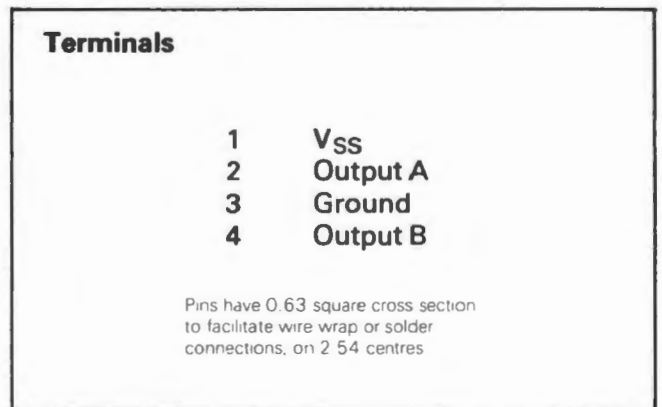 Terminals
1 VSS
2 Output A
3 Ground
4 Output B
Pins have 0.63 square cross section
to facilitate wire wrap or solder
connections, on 2 54 centres